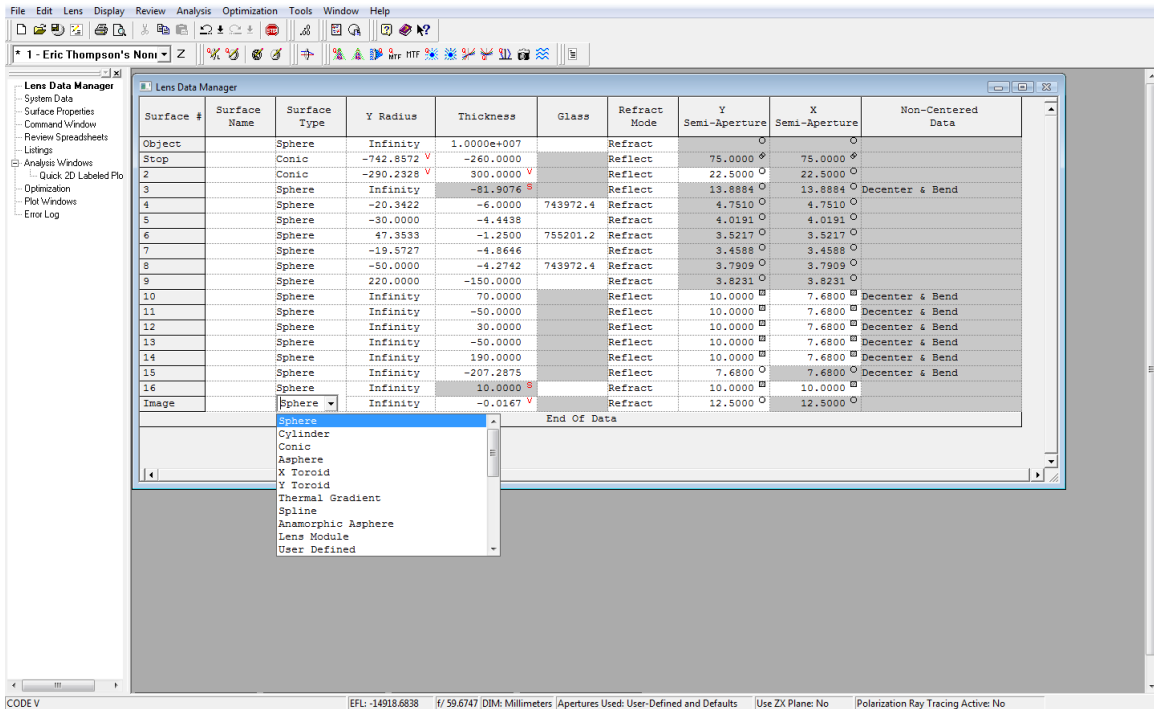 File Edit Lens Display Review Analysis Optimization Tools Window Help
* 1 - Eric Thompson's Non Z MTF MTF
Lens Data Manager
System Data
Surface Properties
Command Window
Review Spreadsheets
Listings
Analysis Windows
Quick 2D Labeled Plo
Optimization
Plot Windows
Error Log
Lens Data Manager
Surface # Surface Name Surface Type Y Radius Thickness Glass Refract Mode Y Semi-Aperture X Semi-Aperture Non-Centered Data
Object Sphere Infinity 1.0000e+007 Refract
Stop Conic -742.8572 V -260.0000 Reflect 75.0000 75.0000
2 Conic -290.2328 V 300.0000 V Reflect 22.5000 22.5000
3 Sphere Infinity -81.9076 S Reflect 13.8884 13.8884 Decenter & Bend
4 Sphere -20.3422 -6.0000 743972.4 Refract 4.7510 4.7510
5 Sphere -30.0000 -4.4438 Refract 4.0191 4.0191
6 Sphere 47.3533 -1.2500 755201.2 Refract 3.5217 3.5217
7 Sphere -19.5727 -4.8646 Refract 3.4588 3.4588
8 Sphere -50.0000 -4.2742 743972.4 Refract 3.7909 3.7909
9 Sphere 220.0000 -150.0000 Refract 3.8231 3.8231
10 Sphere Infinity 70.0000 Reflect 10.0000 7.6800 Decenter & Bend
11 Sphere Infinity -50.0000 Reflect 10.0000 7.6800 Decenter & Bend
12 Sphere Infinity 30.0000 Reflect 10.0000 7.6800 Decenter & Bend
13 Sphere Infinity -50.0000 Reflect 10.0000 7.6800 Decenter & Bend
14 Sphere Infinity 190.0000 Reflect 10.0000 7.6800 Decenter & Bend
15 Sphere Infinity -207.2875 Reflect 7.6800 7.6800 Decenter & Bend
16 Sphere Infinity 10.0000 S Refract 10.0000 10.0000
Image Sphere Infinity -0.0167 V Refract 12.5000 12.5000
End Of Data
Sphere
Cylinder
Conic
Asphere
X Toroid
Y Toroid
Thermal Gradient
Spline
Anamorphic Asphere
Lens Module
User Defined
CODE V EFL: -14918.6838 f/ 59.6747 DIM: Millimeters Apertures Used: User-Defined and Defaults Use ZX Plane: No Polarization Ray Tracing Active: No